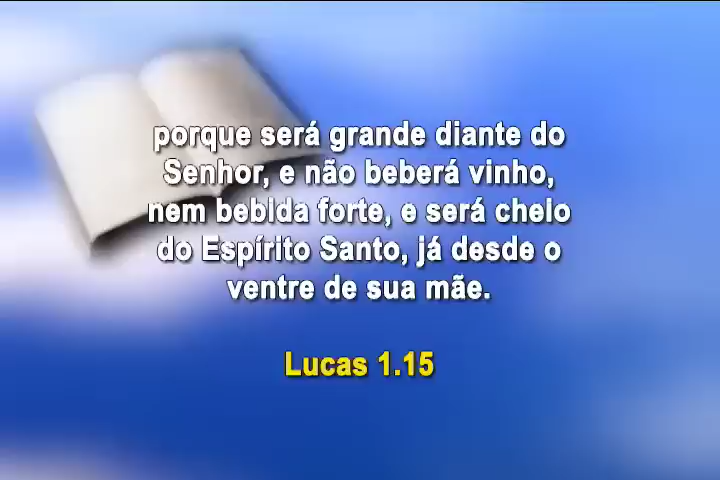 porque será grande diante do
Senhor, e não beberá vinho,
nem bebida forte, e será cheio
do Espírito Santo, já desde o
ventre de sua mãe.
Lucas 1.15